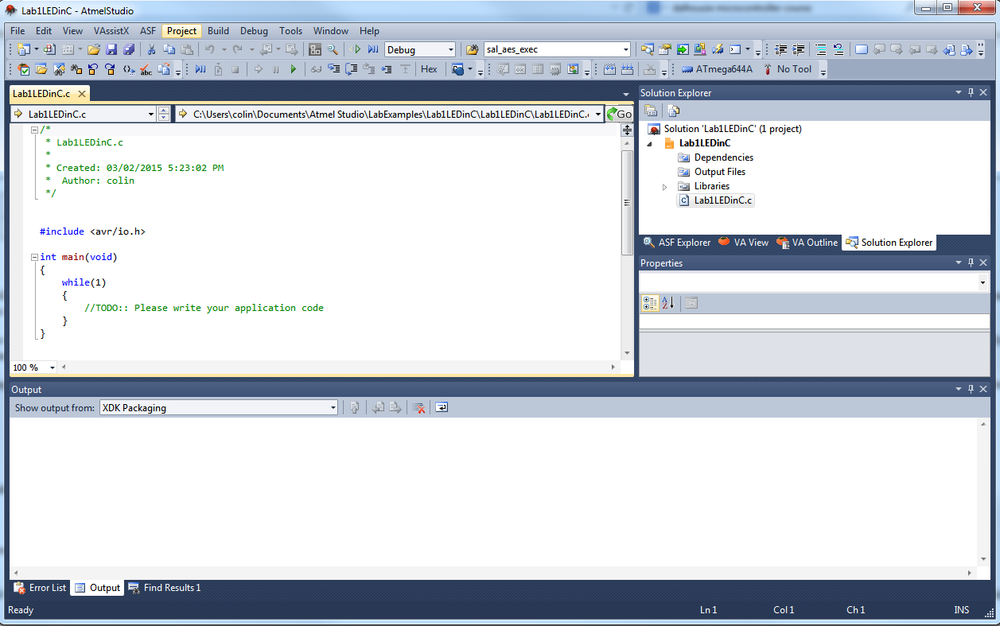 Lab1LEDinC - AtmelStudio
File Edit View VAssistX ASF Project Build Debug Tools Window Help
Debug sal_aes_exec
Hex ATmega644A No Tool
Lab1LEDinC.c
Lab1LEDinC.c C:\Users\colin\Documents\Atmel Studio\LabExamples\Lab1LEDinC\Lab1LEDinC\Lab1LEDinC.c Go
/*
* Lab1LEDinC.c
*
* Created: 03/02/2015 5:23:02 PM
*  Author: colin
*/
#include <avr/io.h>
int main(void)
{
while(1)
{
//TODO:: Please write your application code
}
}
100 %
Solution Explorer
Solution 'Lab1LEDinC' (1 project)
Lab1LEDinC
Dependencies
Output Files
Libraries
Lab1LEDinC.c
ASF Explorer VA View VA Outline Solution Explorer
Properties
Output
Show output from: XDK Packaging
Error List Output Find Results 1
Ready Ln 1 Col 1 Ch 1 INS